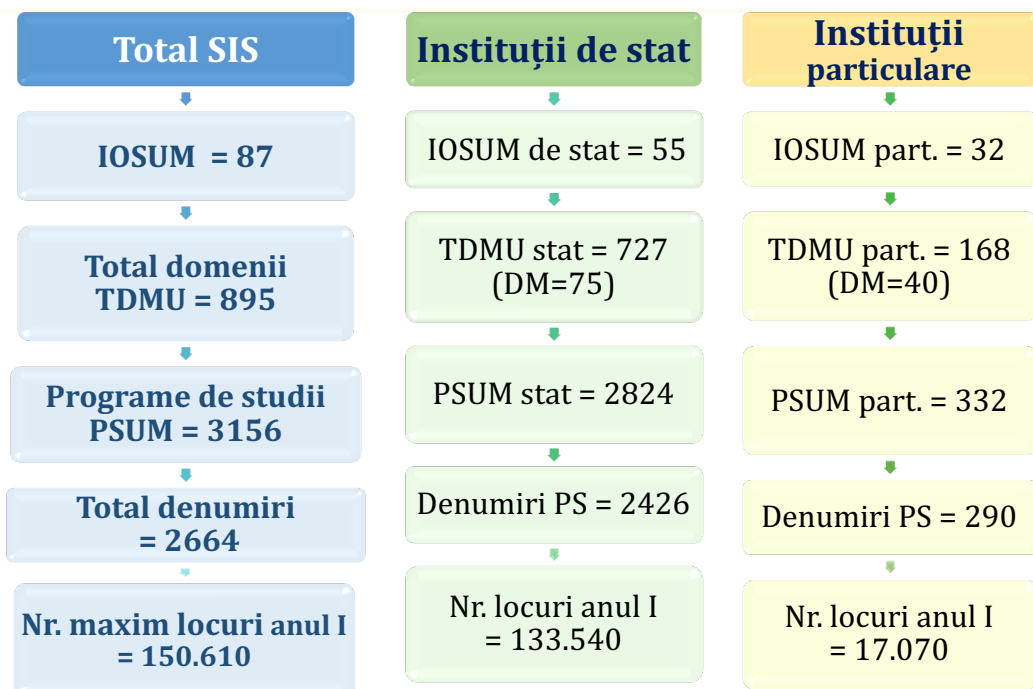 Total SIS
IOSUM = 87
Total domenii
TDMU = 895
Programe de studii
PSUM = 3156
Total denumiri
= 2664
Nr. maxim locuri anul I
= 150.610
Instituții de stat
IOSUM de stat = 55
TDMU stat = 727
(DM=75)
PSUM stat = 2824
Denumiri PS = 2426
Nr. locuri anul I
= 133.540
Instituții
particulare
IOSUM part. = 32
TDMU part. = 168
(DM=40)
PSUM part. = 332
Denumiri PS = 290
Nr. locuri anul I
= 17.070